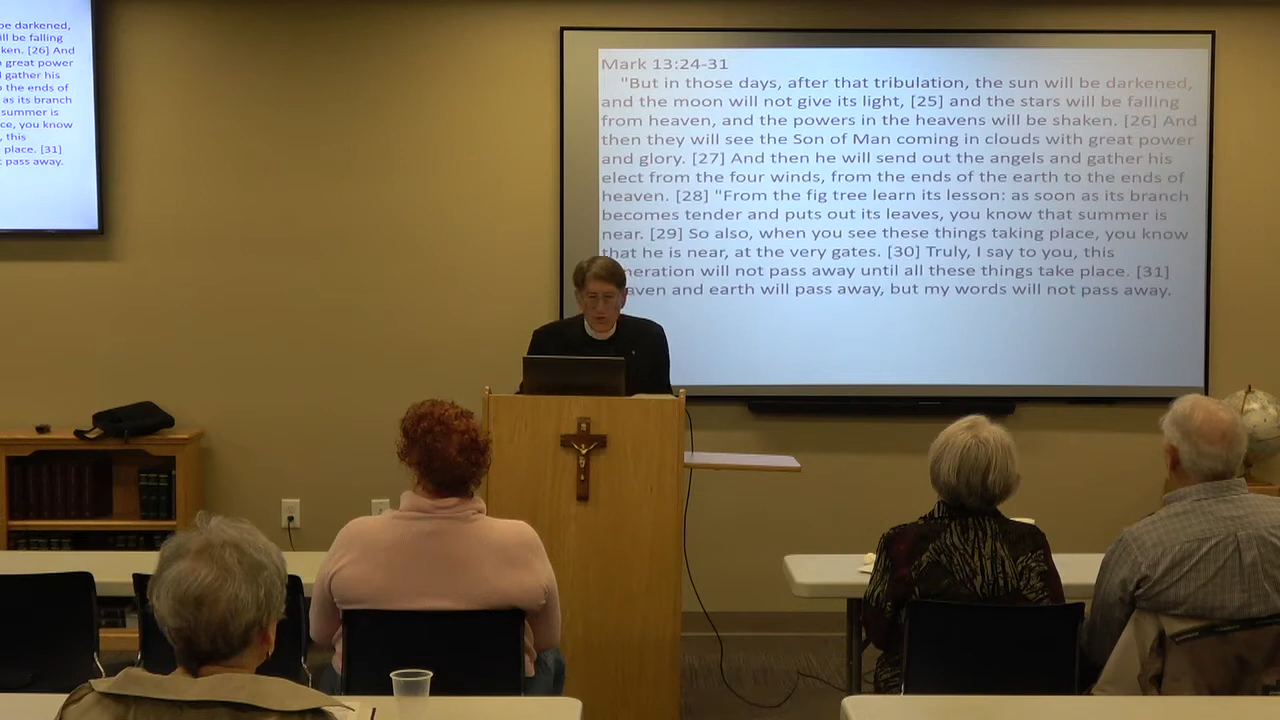 be darkened,
ill be falling
ken. [26] And
great power
gather his
the ends of
as its branch
summer is
ce, you know
, this
place. [31]
pass away.
Mark 13:24-31
"But in those days, after that tribulation, the sun will be darkened,
and the moon will not give its light, [25] and the stars will be falling
from heaven, and the powers in the heavens will be shaken. [26] And
then they will see the Son of Man coming in clouds with great power
and glory. [27] And then he will send out the angels and gather his
elect from the four winds, from the ends of the earth to the ends of
heaven. [28] "From the fig tree learn its lesson: as soon as its branch
becomes tender and puts out its leaves, you know that summer is
near. [29] So also, when you see these things taking place, you know
that he is near, at the very gates. [30] Truly, I say to you, this
neration will not pass away until all these things take place. [31]
aven and earth will pass away, but my words will not pass away.